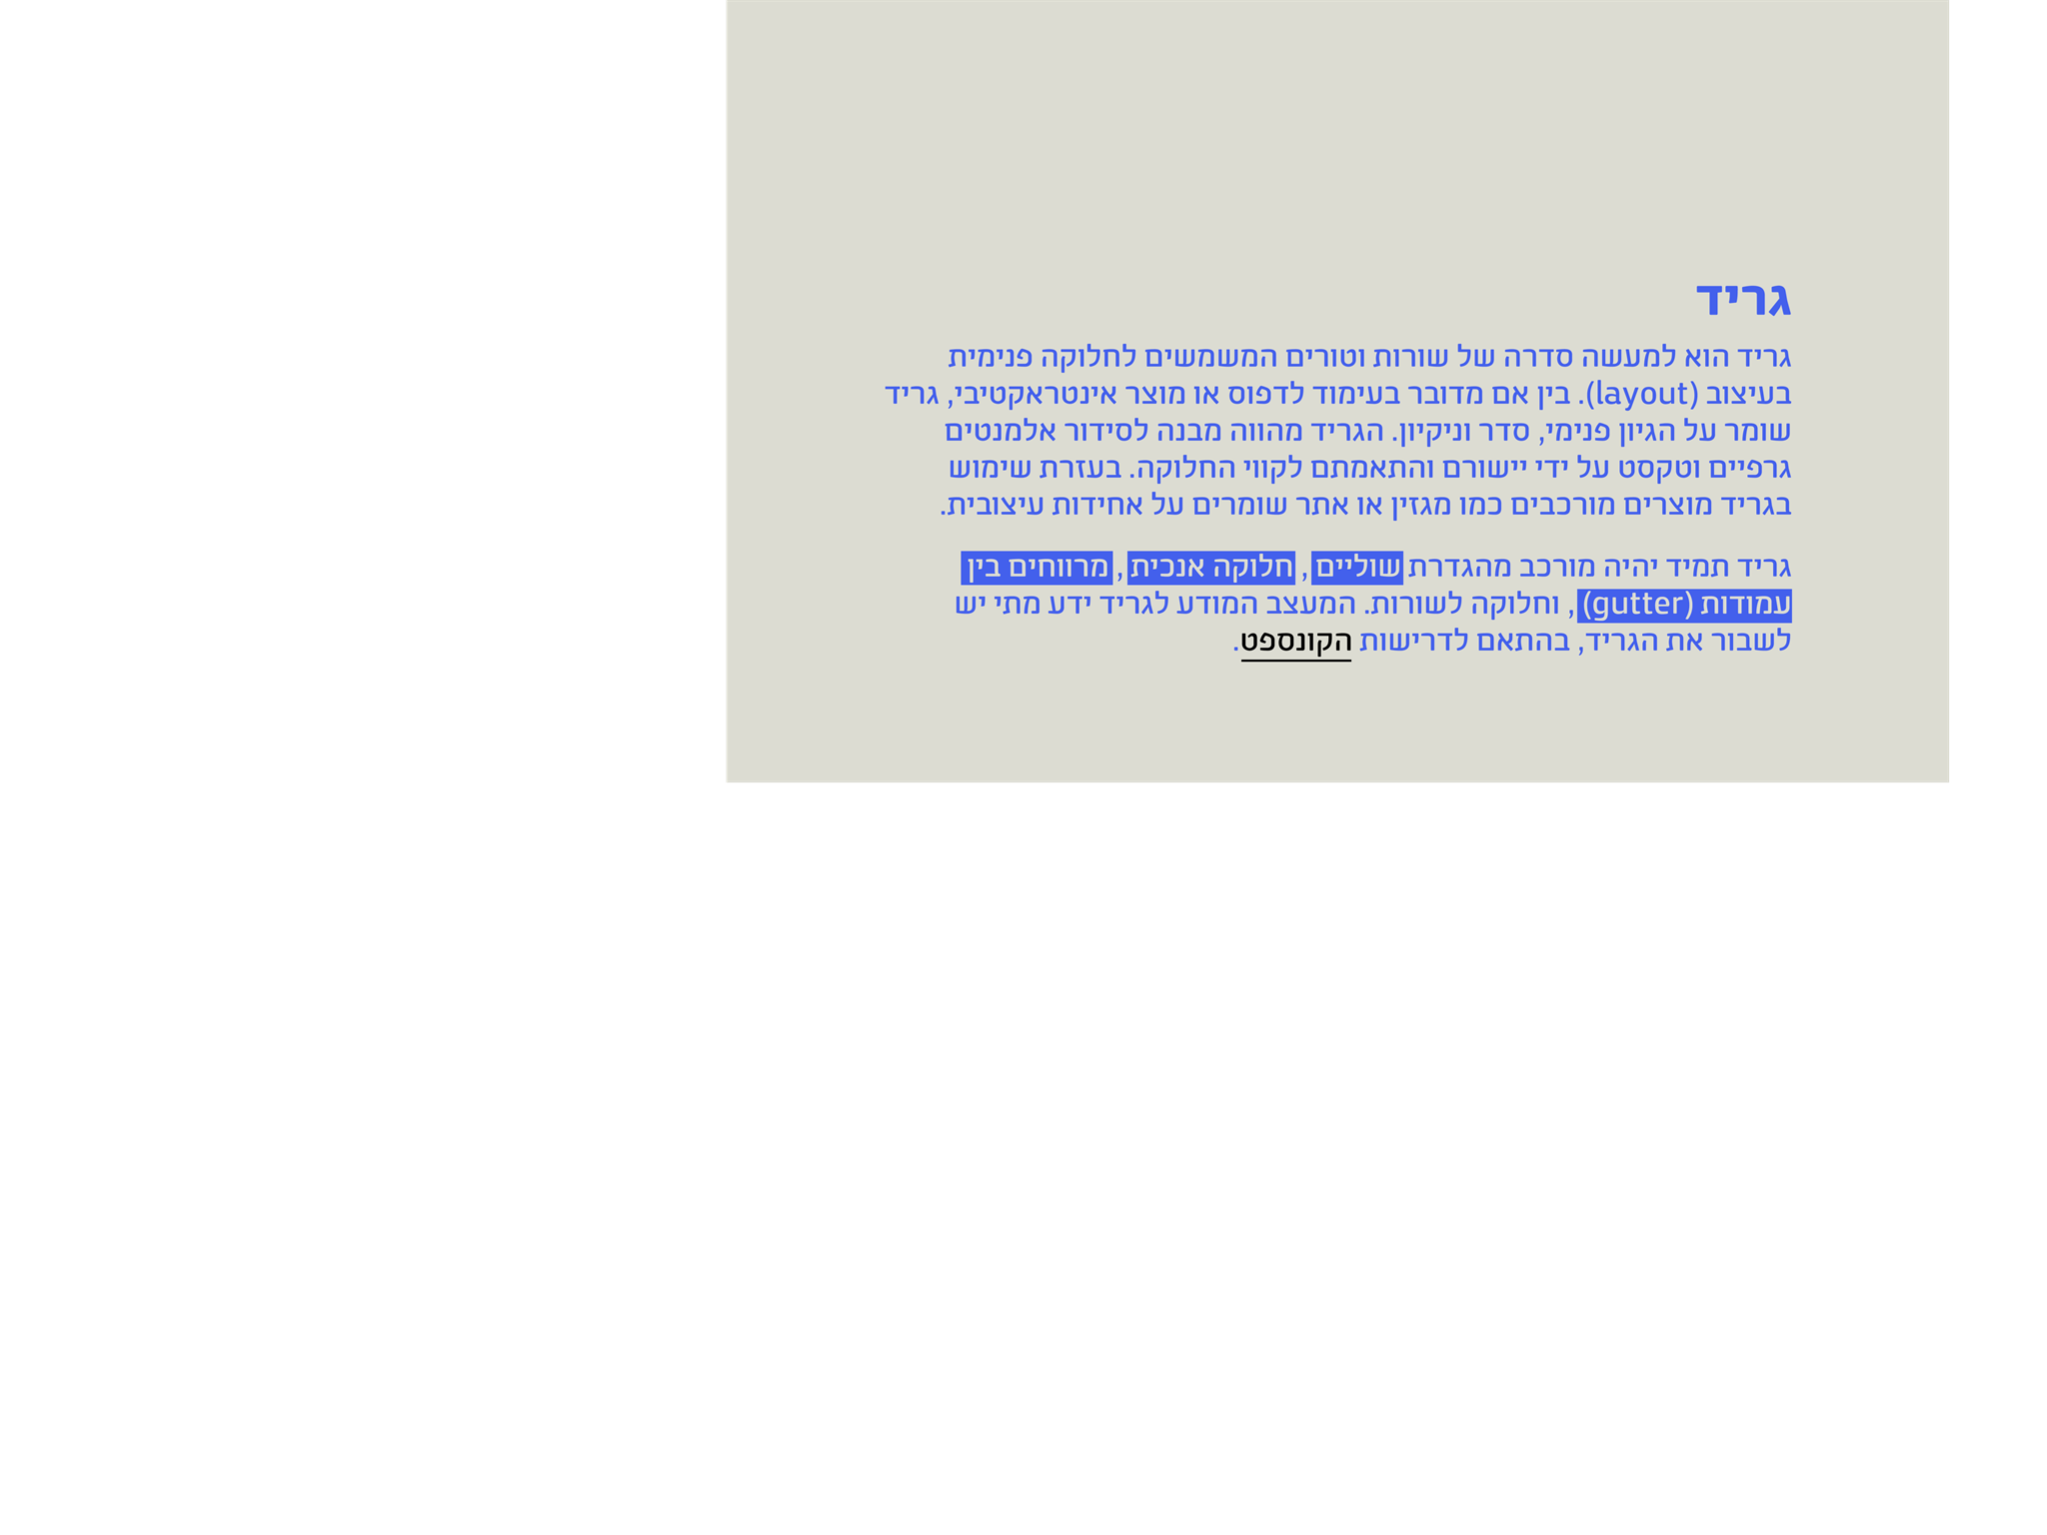 גריד
גריד הוא למעשה סדרה של שורות וטורים המשמשים לחלוקה פנימית
בעיצוב (layout). בין אם מדובר בעימוד לדפוס או מוצר אינטראקטיבי, גריד
שומר על הגיון פנימי, סדר וניקיון. הגריד מהווה מבנה לסידור אלמנטים
גרפיים וטקסט על ידי יישורם והתאמתם לקווי החלוקה. בעזרת שימוש
בגריד מוצרים מורכבים כמו מגזין או אתר שומרים על אחידות עיצובית.
גריד תמיד יהיה מורכב מהגדרת שוליים, חלוקה אנכית, מרווחים בין
עמודות (gutter), וחלוקה לשורות. המעצב המודע לגריד ידע מתי יש
לשבור את הגריד, בהתאם לדרישות הקונספט.